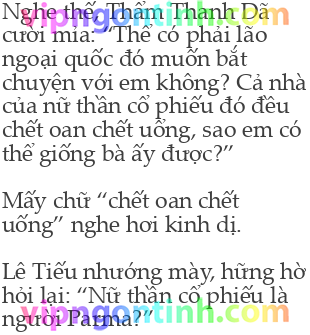 Nghe thế, Thẩm Thanh Dã
cười mỉa: “Thế có phải lão
ngoại quốc đó muốn bắt
chuyện với em không? Cả nhà
của nữ thần cổ phiếu đó đều
chết oan chết uổng, sao em có
thể giống bà ấy được?”
Mấy chữ “chết oan chết
uổng” nghe hơi kinh dị.
Lê Tiếu nhướng mày, hững hờ
hỏi lại: “Nữ thần cổ phiếu là
người Parma?”
vipngontinh.com
vipngontinh.com